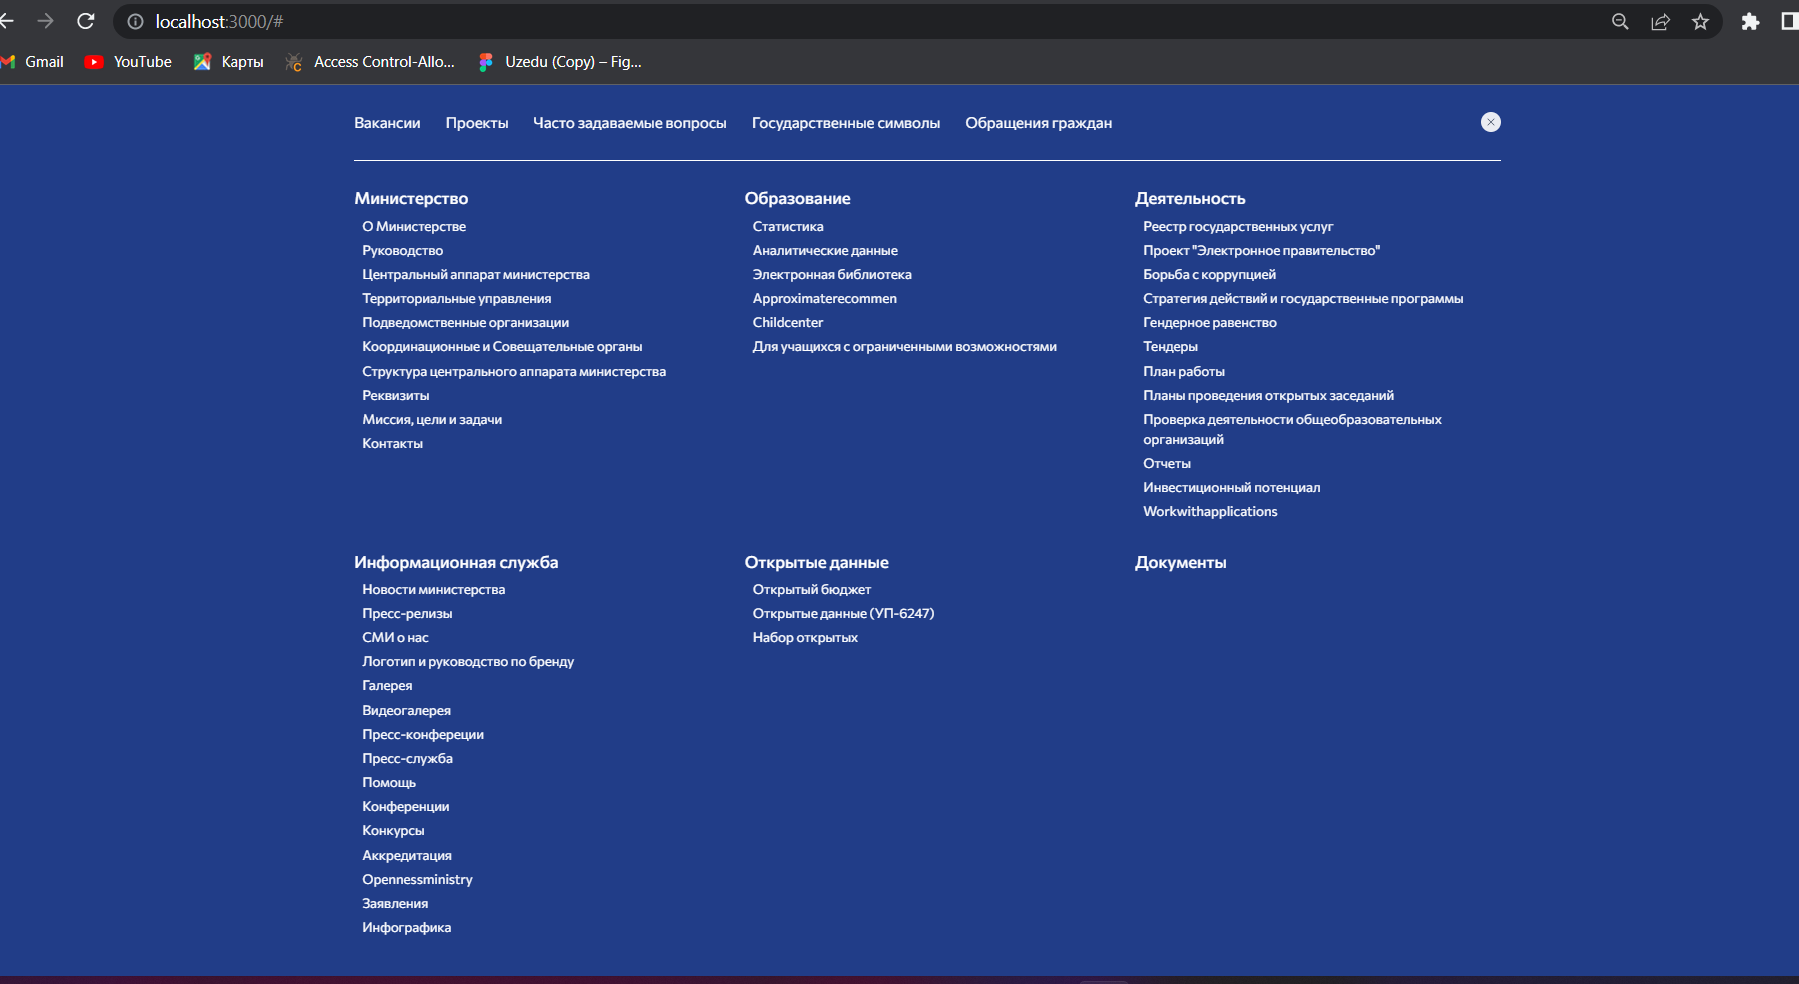 localhost:3000/#
Gmail YouTube Карты Access Control-Allo... Uzedu (Copy) – Fig...
Вакансии Проекты Часто задаваемые вопросы Государственные символы Обращения граждан
Министерство
О Министерстве
Руководство
Центральный аппарат министерства
Территориальные управления
Подведомственные организации
Координационные и Совещательные органы
Структура центрального аппарата министерства
Реквизиты
Миссия, цели и задачи
Контакты
Образование
Статистика
Аналитические данные
Электронная библиотека
Approximaterecommen
Childcenter
Для учащихся с ограниченными возможностями
Деятельность
Реестр государственных услуг
Проект "Электронное правительство"
Борьба с коррупцией
Стратегия действий и государственные программы
Гендерное равенство
Тендеры
План работы
Планы проведения открытых заседаний
Проверка деятельности общеобразовательных
организаций
Отчеты
Инвестиционный потенциал
Workwithapplications
Информационная служба
Новости министерства
Пресс-релизы
СМИ о нас
Логотип и руководство по бренду
Галерея
Видеогалерея
Пресс-конфереции
Пресс-служба
Помощь
Конференции
Конкурсы
Аккредитация
Opennessministry
Заявления
Инфографика
Открытые данные
Открытый бюджет
Открытые данные (УП-6247)
Набор открытых
Документы